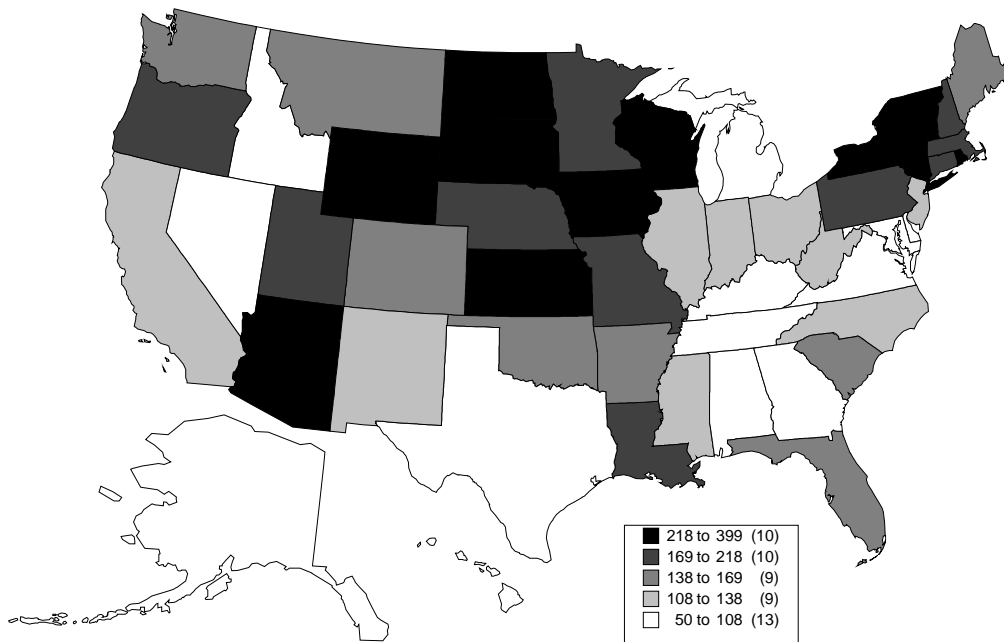 218 to 399 (10)
169 to 218 (10)
138 to 169 (9)
108 to 138 (9)
50 to 108 (13)